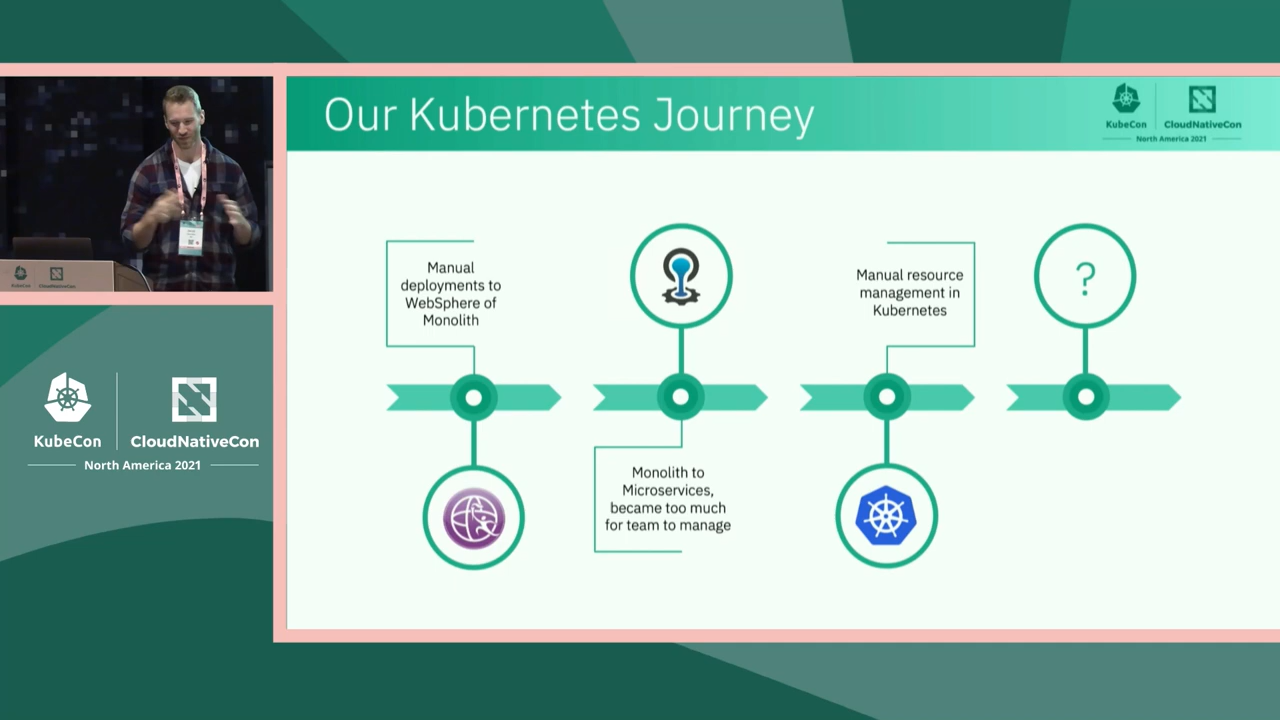 Our Kubernetes Journey
KubeCon
CloudNativeCon
North America 2021
Manual
deployments to
WebSphere of
Monolith
Monolith to
Microservices,
became too much
for team to manage
Manual resource
management in
Kubernetes
?
KubeCon
CloudNativeCon
North America 2021